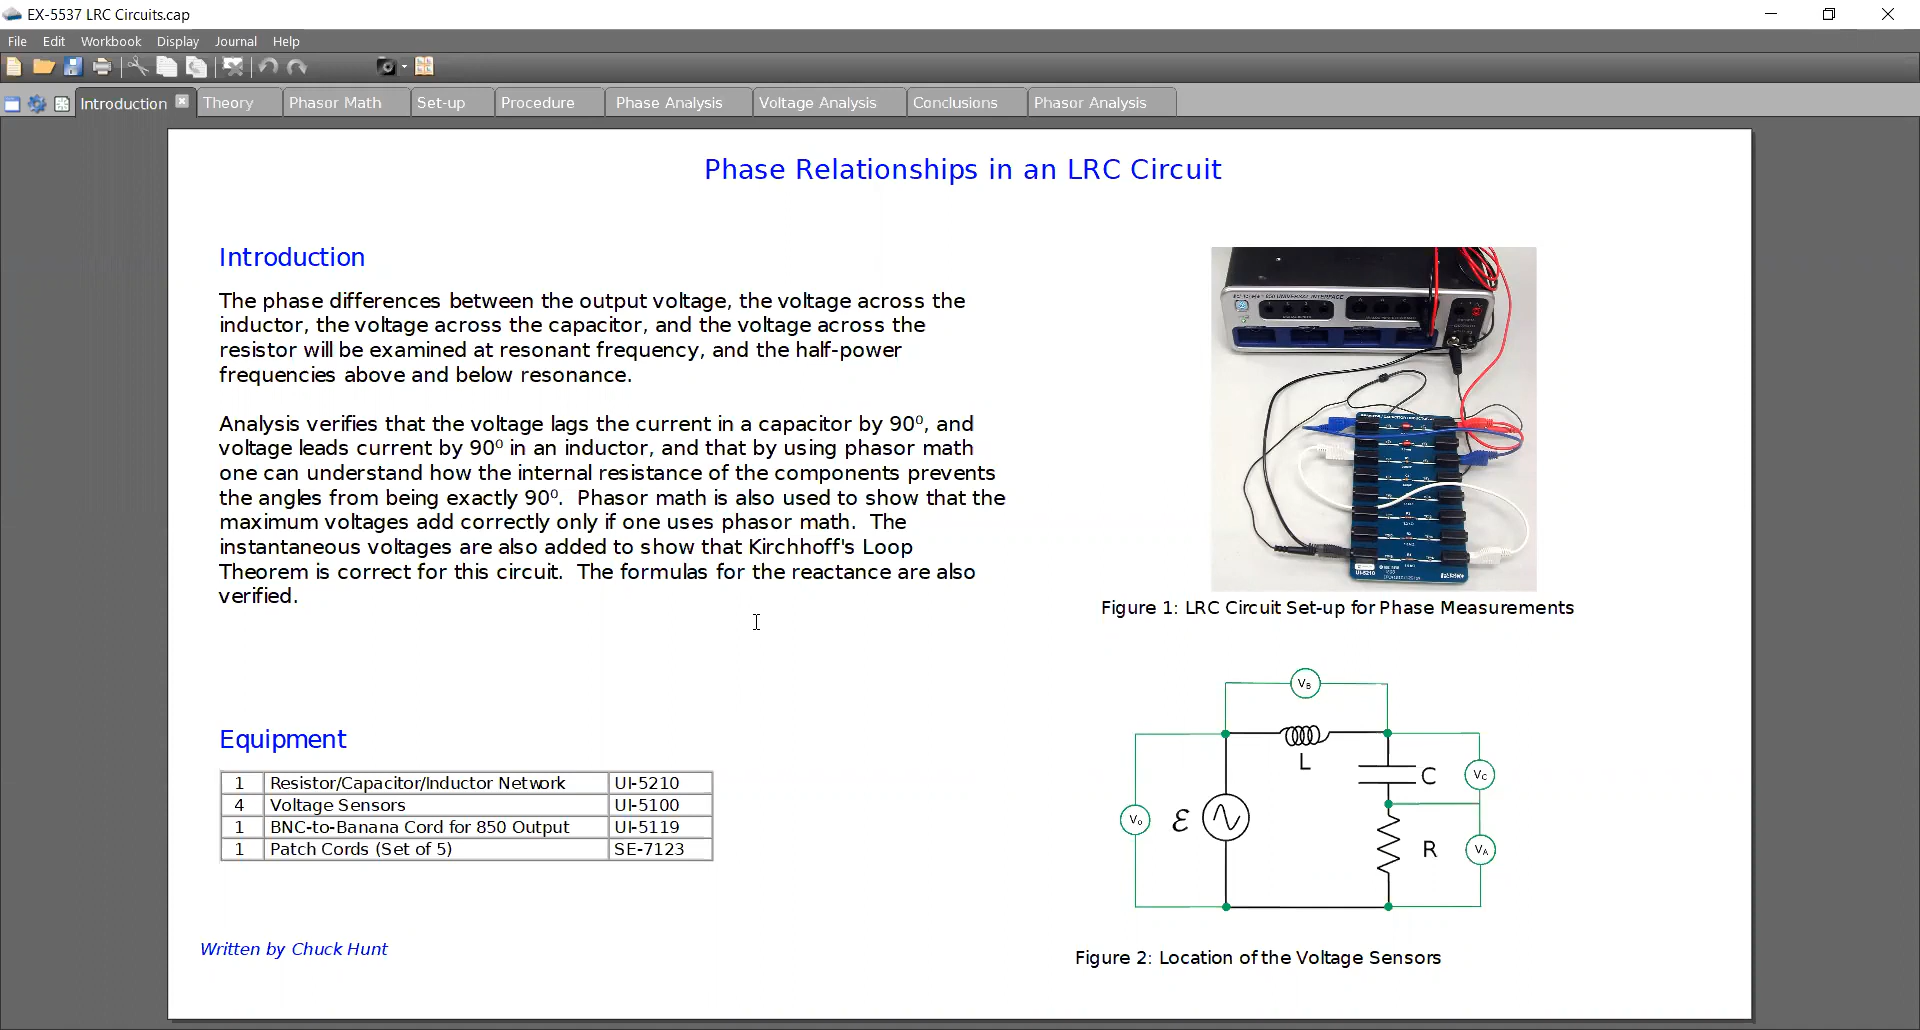 EX-5537 LRC Circuits.cap
File Edit Workbook Display Journal Help
Introduction Theory Phasor Math Set-up Procedure Phase Analysis Voltage Analysis Conclusions Phasor Analysis
Phase Relationships in an LRC Circuit
Introduction
The phase differences between the output voltage, the voltage across the
inductor, the voltage across the capacitor, and the voltage across the
resistor will be examined at resonant frequency, and the half-power
frequencies above and below resonance.
Analysis verifies that the voltage lags the current in a capacitor by 90⁰, and
voltage leads current by 90⁰ in an inductor, and that by using phasor math
one can understand how the internal resistance of the components prevents
the angles from being exactly 90⁰. Phasor math is also used to show that the
maximum voltages add correctly only if one uses phasor math. The
instantaneous voltages are also added to show that Kirchhoff's Loop
Theorem is correct for this circuit. The formulas for the reactance are also
verified.
Equipment
1 Resistor/Capacitor/Inductor Network UI-5210
4 Voltage Sensors UI-5100
1 BNC-to-Banana Cord for 850 Output UI-5119
1 Patch Cords (Set of 5) SE-7123
Written by Chuck Hunt
UI-5210
Figure 1: LRC Circuit Set-up for Phase Measurements
VB
L
C
VC
Vo
ℰ
R
VA
Figure 2: Location of the Voltage Sensors